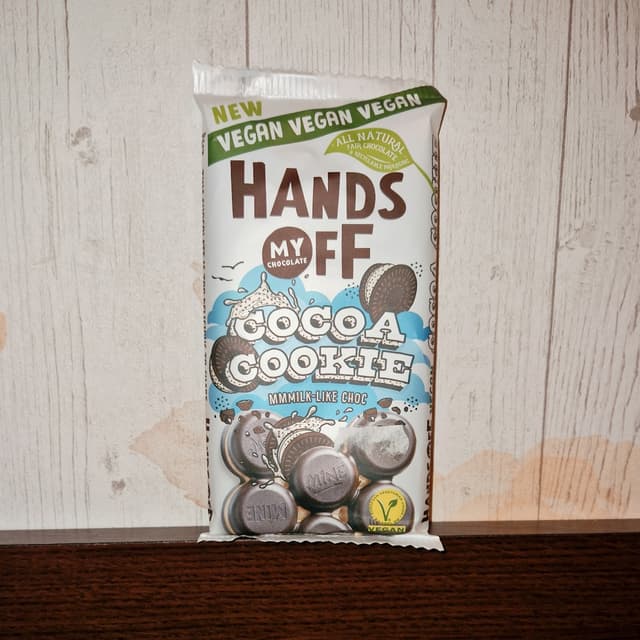 NEW
VEGAN VEGAN VEGAN
ALL NATURAL
FAIR CHOCOLATE
HANDS
OFF
MY
CHOCOLATE
COCOA
COOKIE
MMMILK-LIKE CHOC
MINE
MINE
VEGAN